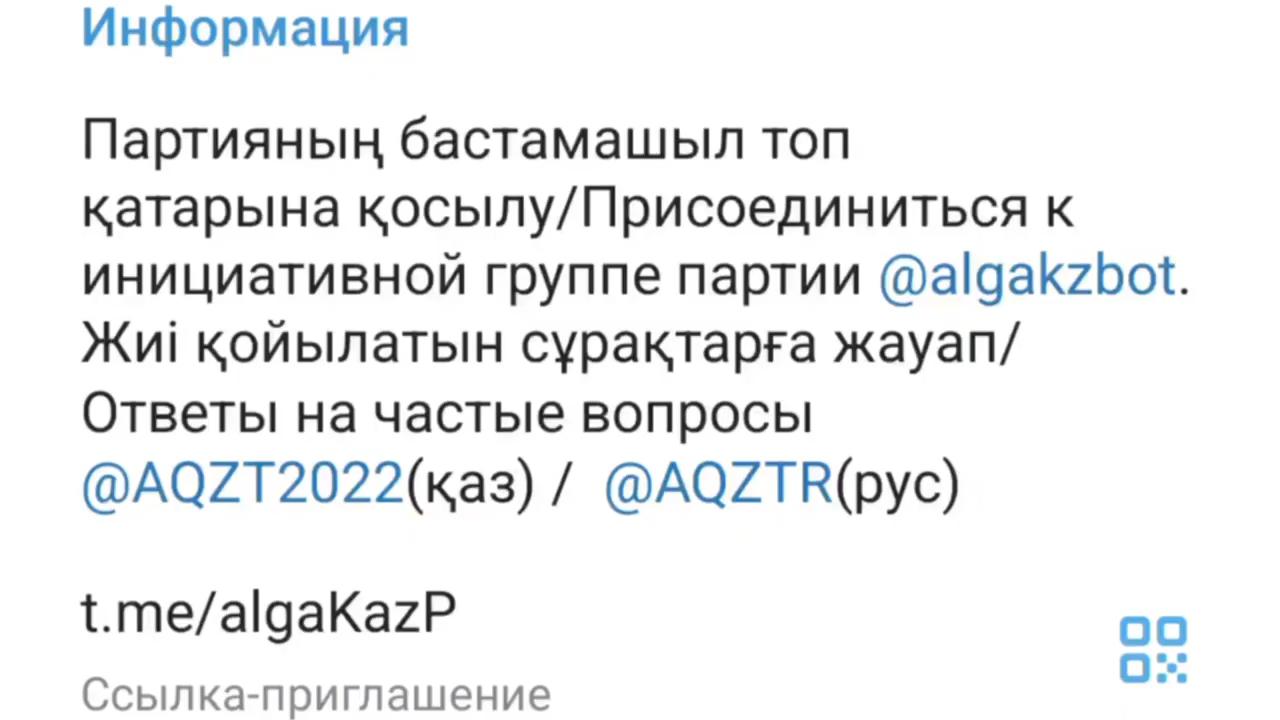 Информация
Партияның бастамашыл топ
қатарына қосылу/Присоединиться к
инициативной группе партии @algakzbot.
Жиі қойылатын сұрақтарға жауап/
Ответы на частые вопросы
@AQZT2022(қаз) / @AQZTR(рус)
t.me/algaKazP
Ссылка-приглашение